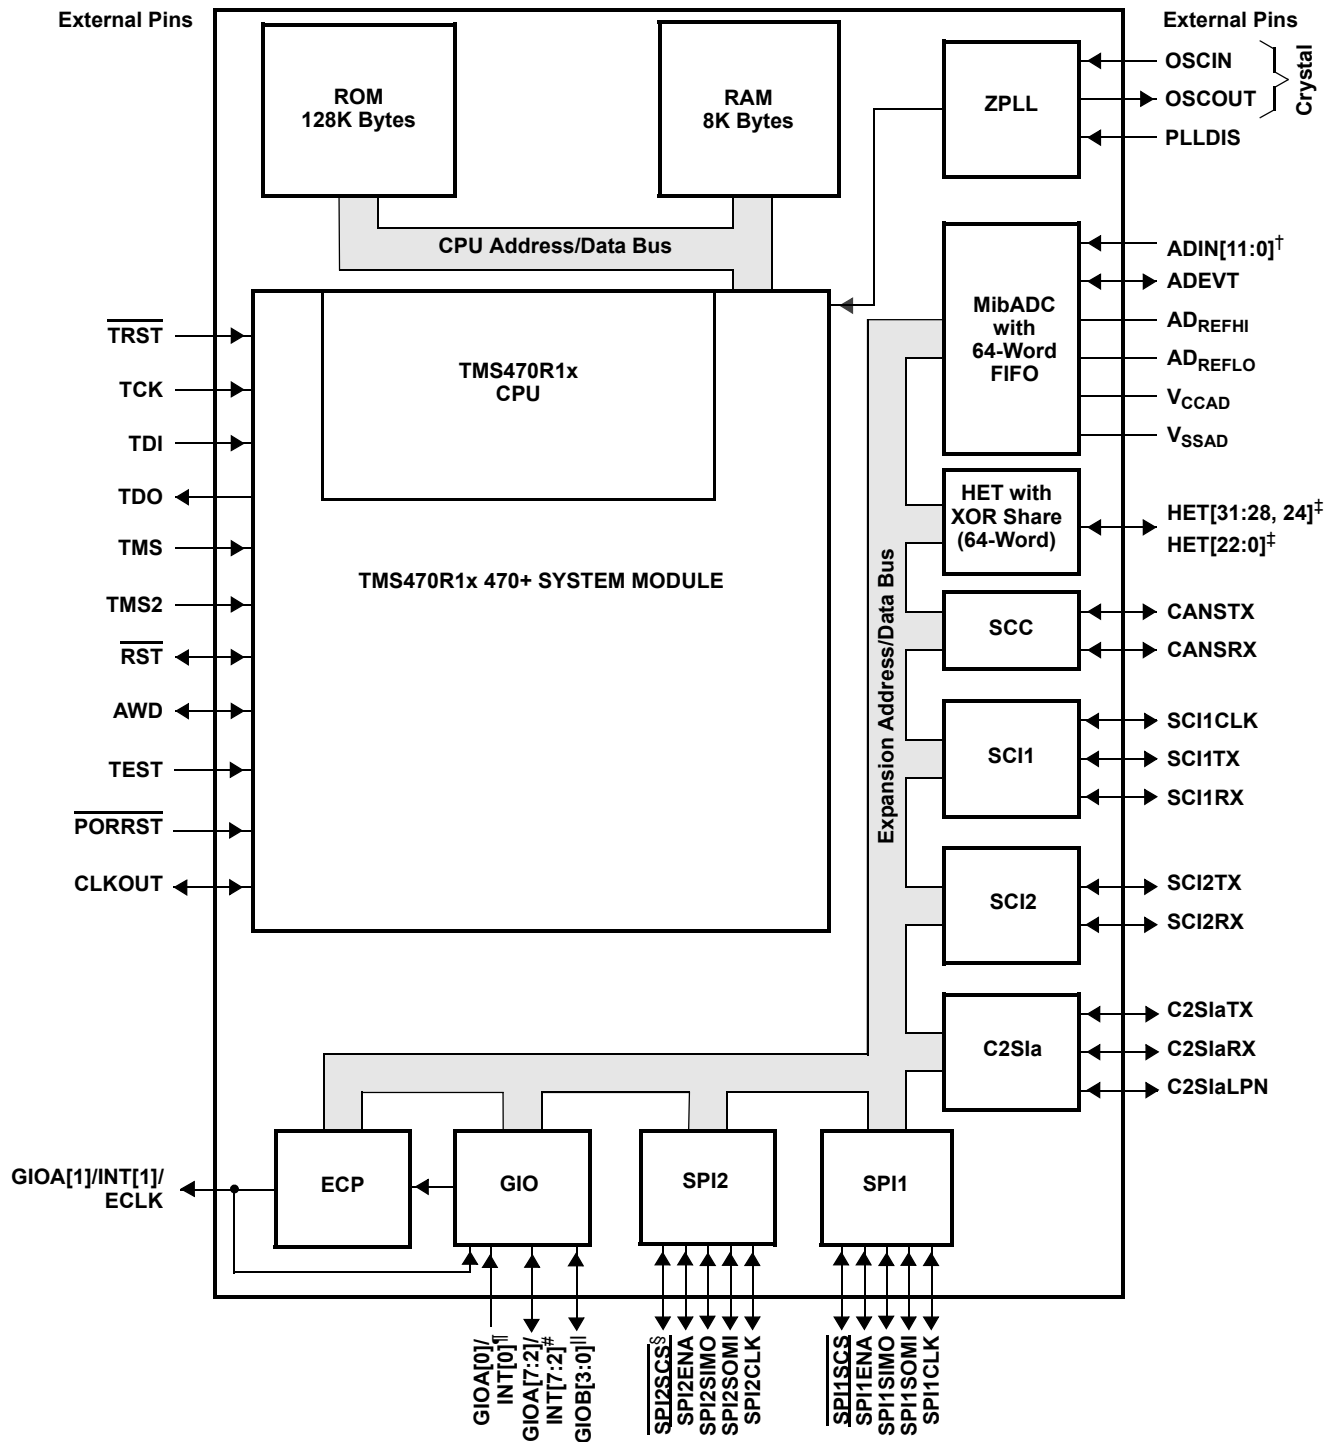 External Pins
External Pins
ROM
128K Bytes
RAM
8K Bytes
ZPLL
OSCIN
OSCOUT
PLLDIS
Crystal
CPU Address/Data Bus
TMS470R1x
CPU
TMS470R1x 470+ SYSTEM MODULE
TRST
TCK
TDI
TDO
TMS
TMS2
RST
AWD
TEST
PORRST
CLKOUT
MibADC
with
64-Word
FIFO
ADIN[11:0]†
ADEVT
ADREFHI
ADREFLO
VCCAD
VSSAD
HET with
XOR Share
(64-Word)
HET[31:28, 24]‡
HET[22:0]‡
Expansion Address/Data Bus
SCC
CANSTX
CANSRX
SCI1
SCI1CLK
SCI1TX
SCI1RX
SCI2
SCI2TX
SCI2RX
C2SIa
C2SIaTX
C2SIaRX
C2SIaLPN
GIOA[1]/INT[1]/
ECLK
ECP
GIO
SPI2
SPI1
GIOA[0]/
INT[0]¶
GIOA[7:2]/
INT[7:2]#
GIOB[3:0]||
SPI2SCS§
SPI2ENA
SPI2SIMO
SPI2SOMI
SPI2CLK
SPI1SCS
SPI1ENA
SPI1SIMO
SPI1SOMI
SPI1CLK